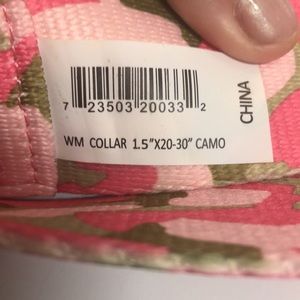 7 23503 20033 2
WM COLLAR 1.5"X20-30" CAMO
CHINA